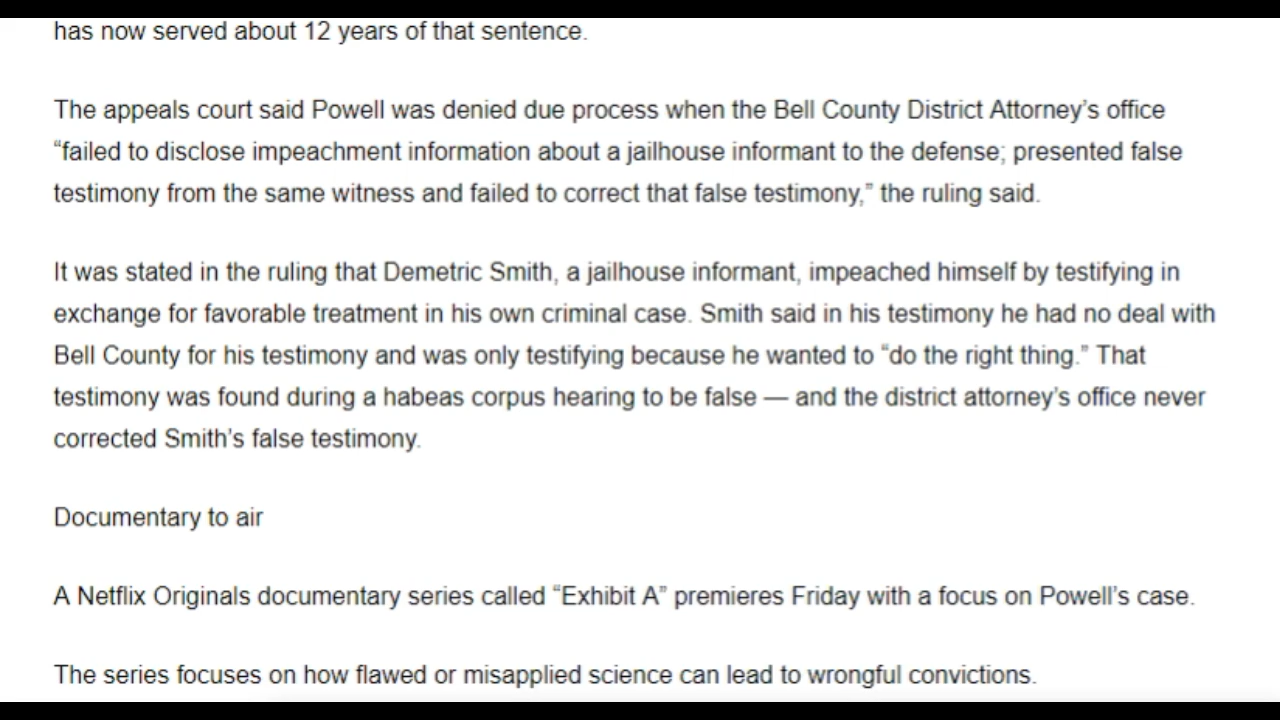 has now served about 12 years of that sentence.
The appeals court said Powell was denied due process when the Bell County District Attorney’s office
“failed to disclose impeachment information about a jailhouse informant to the defense; presented false
testimony from the same witness and failed to correct that false testimony,” the ruling said.
It was stated in the ruling that Demetric Smith, a jailhouse informant, impeached himself by testifying in
exchange for favorable treatment in his own criminal case. Smith said in his testimony he had no deal with
Bell County for his testimony and was only testifying because he wanted to “do the right thing.” That
testimony was found during a habeas corpus hearing to be false — and the district attorney’s office never
corrected Smith’s false testimony.
Documentary to air
A Netflix Originals documentary series called “Exhibit A” premieres Friday with a focus on Powell’s case.
The series focuses on how flawed or misapplied science can lead to wrongful convictions.